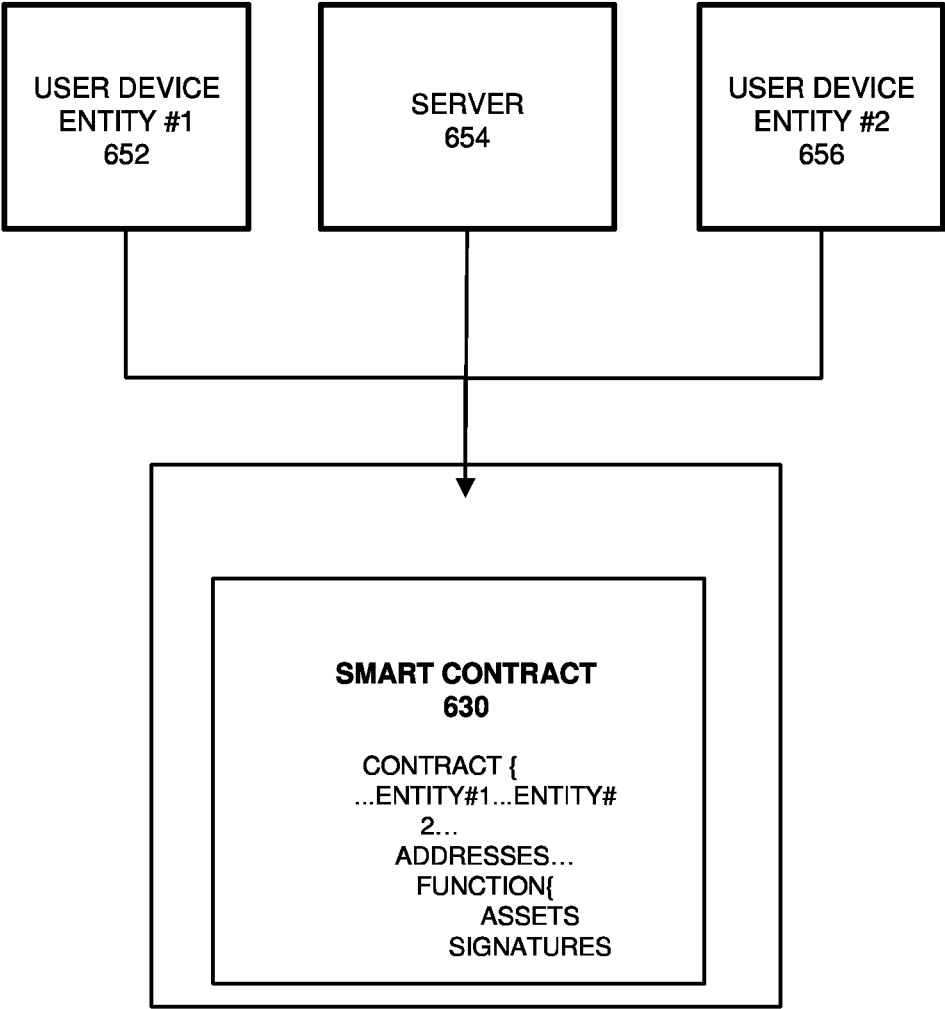 USER DEVICE
ENTITY #1
652
SERVER
654
USER DEVICE
ENTITY #2
656
SMART CONTRACT
630
CONTRACT {
...ENTITY#1...ENTITY#
2...
ADDRESSES...
FUNCTION{
ASSETS
SIGNATURES